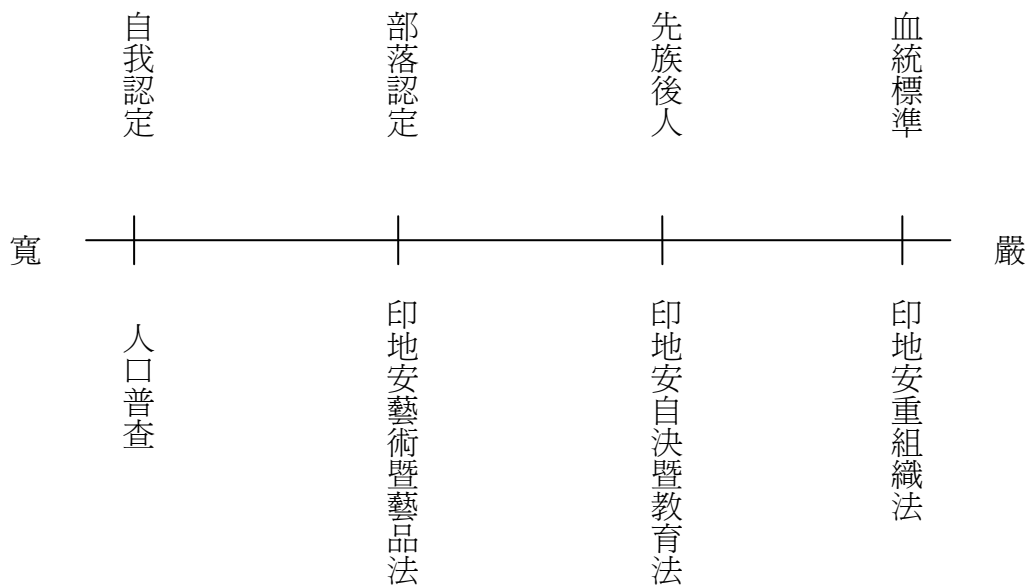 自我認定
部落認定
先族後人
血統標準
寬
嚴
人口普查
印地安藝術暨藝品法
印地安自決暨教育法
印地安重組織法